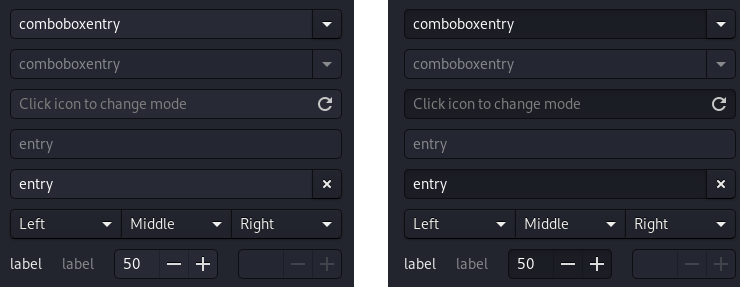 comboboxentry
comboboxentry
Click icon to change mode
entry
entry
Left Middle Right
label label 50
comboboxentry
comboboxentry
Click icon to change mode
entry
entry
Left Middle Right
label label 50